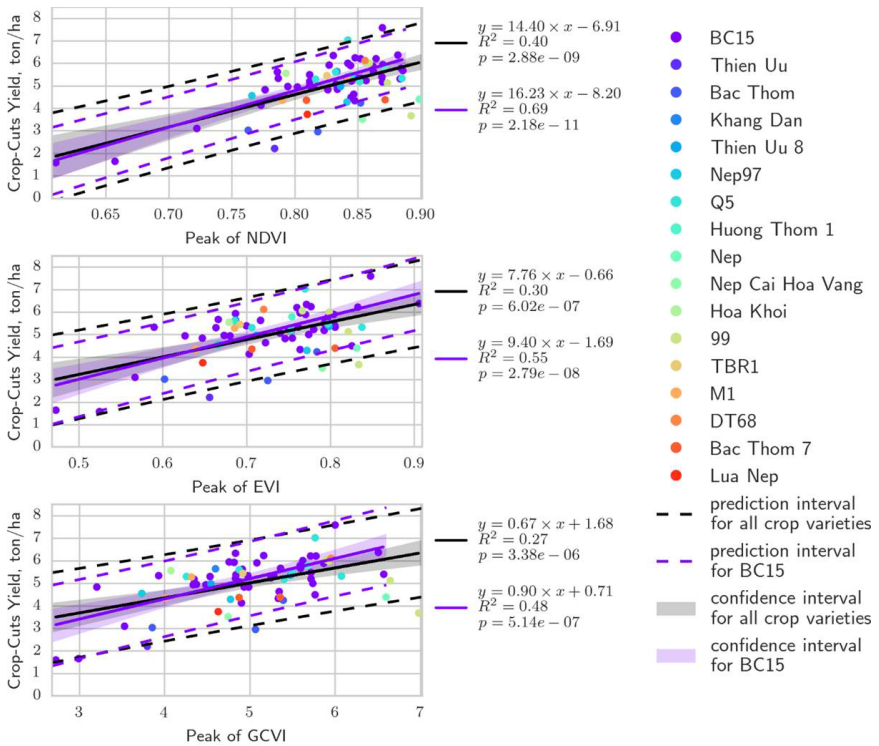 8
7
6
5
4
3
2
1
0
Crop-Cuts Yield, ton/ha
0.65
0.70
0.75
0.80
0.85
0.90
Peak of NDVI
y = 14.40 × x − 6.91
R² = 0.40
p = 2.88e − 09
y = 16.23 × x − 8.20
R² = 0.69
p = 2.18e − 11
8
7
6
5
4
3
2
1
0
Crop-Cuts Yield, ton/ha
0.5
0.6
0.7
0.8
0.9
Peak of EVI
y = 7.76 × x − 0.66
R² = 0.30
p = 6.02e − 07
y = 9.40 × x − 1.69
R² = 0.55
p = 2.79e − 08
8
7
6
5
4
3
2
1
0
Crop-Cuts Yield, ton/ha
3
4
5
6
7
Peak of GCVI
y = 0.67 × x + 1.68
R² = 0.27
p = 3.38e − 06
y = 0.90 × x + 0.71
R² = 0.48
p = 5.14e − 07
BC15
Thien Uu
Bac Thom
Khang Dan
Thien Uu 8
Nep97
Q5
Huong Thom 1
Nep
Nep Cai Hoa Vang
Hoa Khoi
99
TBR1
M1
DT68
Bac Thom 7
Lua Nep
prediction interval
for all crop varieties
prediction interval
for BC15
confidence interval
for all crop varieties
confidence interval
for BC15